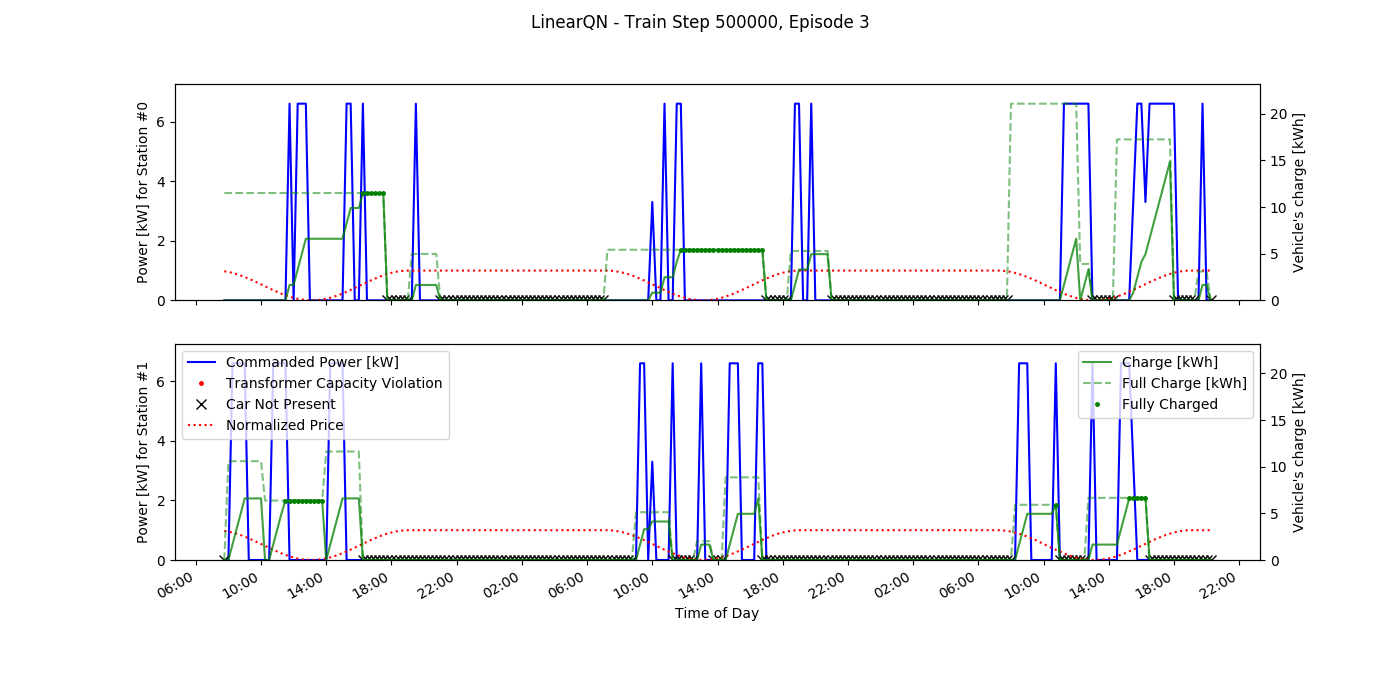 LinearQN - Train Step 500000, Episode 3
Power [kW] for Station #0
0
2
4
6
0
5
10
15
20
Vehicle's charge [kWh]
Power [kW] for Station #1
0
2
4
6
Commanded Power [kW]
Transformer Capacity Violation
Car Not Present
Normalized Price
Charge [kWh]
Full Charge [kWh]
Fully Charged
0
5
10
15
20
Vehicle's charge [kWh]
06:00
10:00
14:00
18:00
22:00
02:00
06:00
10:00
14:00
18:00
22:00
02:00
06:00
10:00
14:00
18:00
22:00
Time of Day